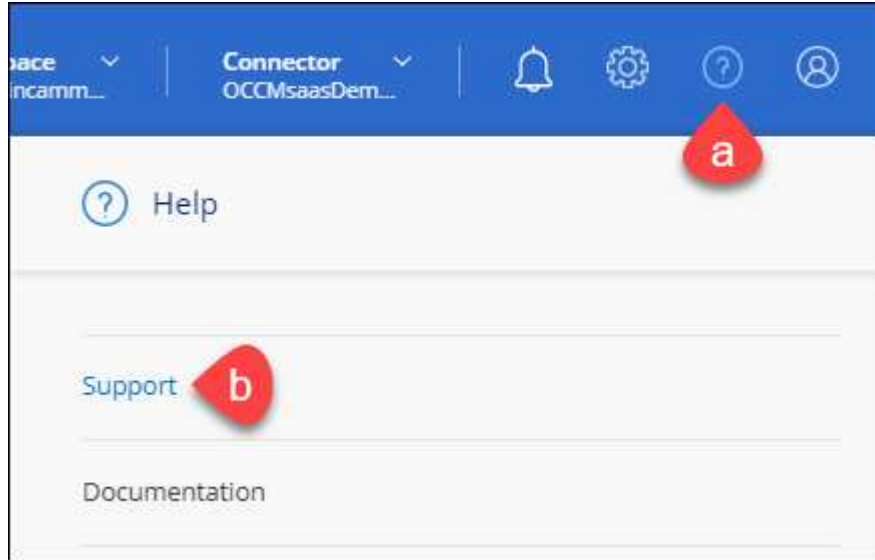 pace
incamm...
Connector
OCCMsaasDem...
?
a
? Help
Support
b
Documentation